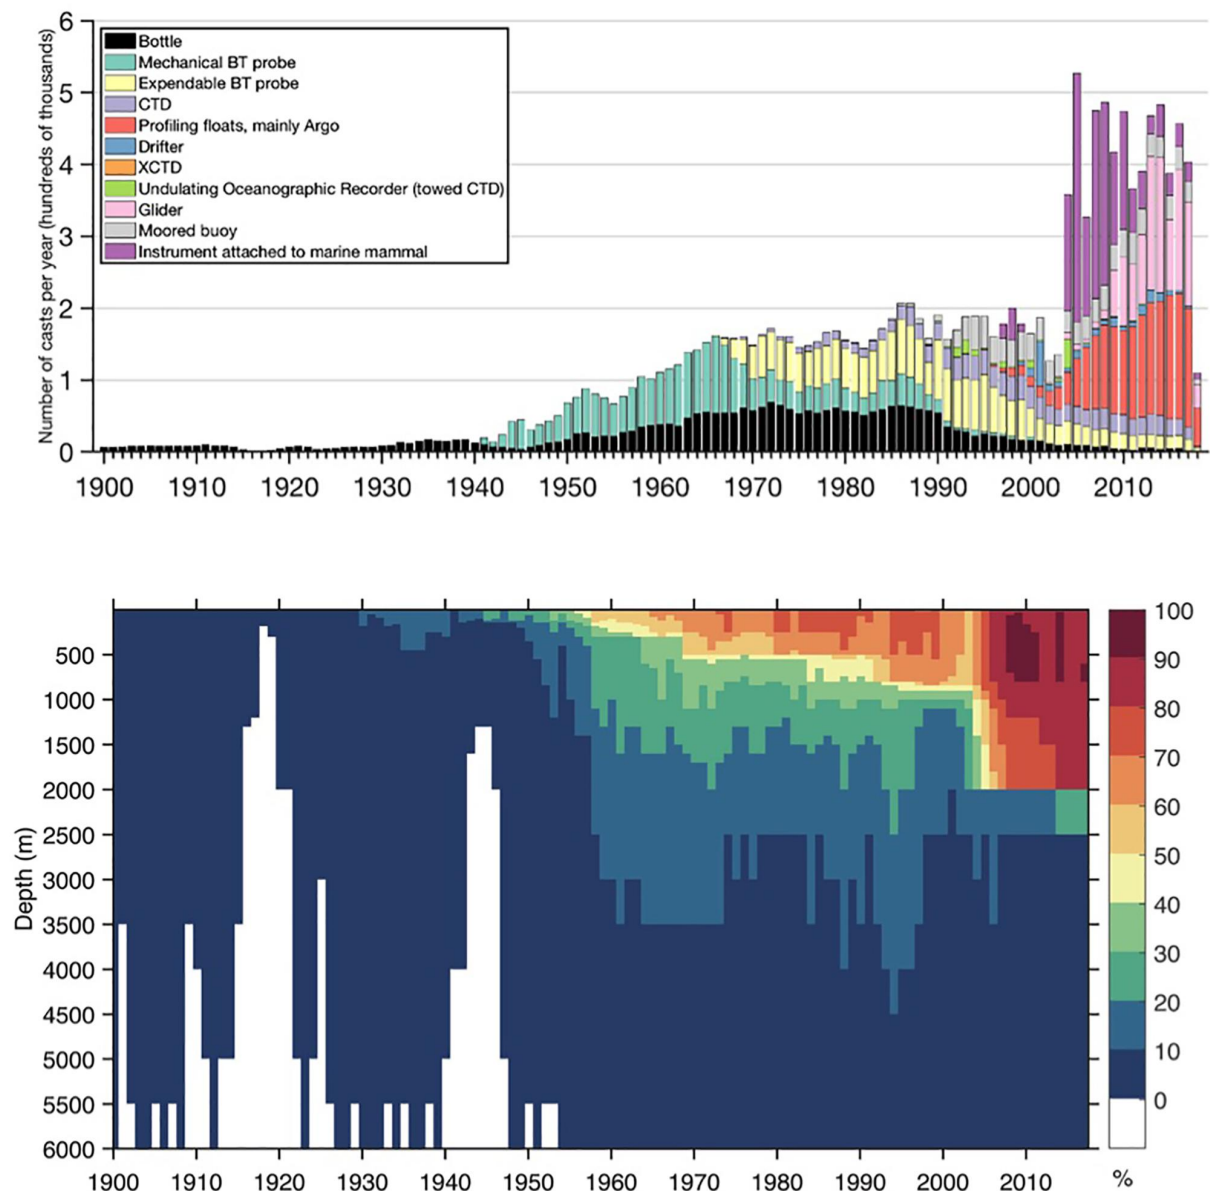 Number of casts per year (hundreds of thousands)
6
5
4
3
2
1
0
Bottle
Mechanical BT probe
Expendable BT probe
CTD
Profiling floats, mainly Argo
Drifter
XCTD
Undulating Oceanographic Recorder (towed CTD)
Glider
Moored buoy
Instrument attached to marine mammal
1900 1910 1920 1930 1940 1950 1960 1970 1980 1990 2000 2010
Depth (m)
500
1000
1500
2000
2500
3000
3500
4000
4500
5000
5500
6000
1900 1910 1920 1930 1940 1950 1960 1970 1980 1990 2000 2010
100
90
80
70
60
50
40
30
20
10
0
%